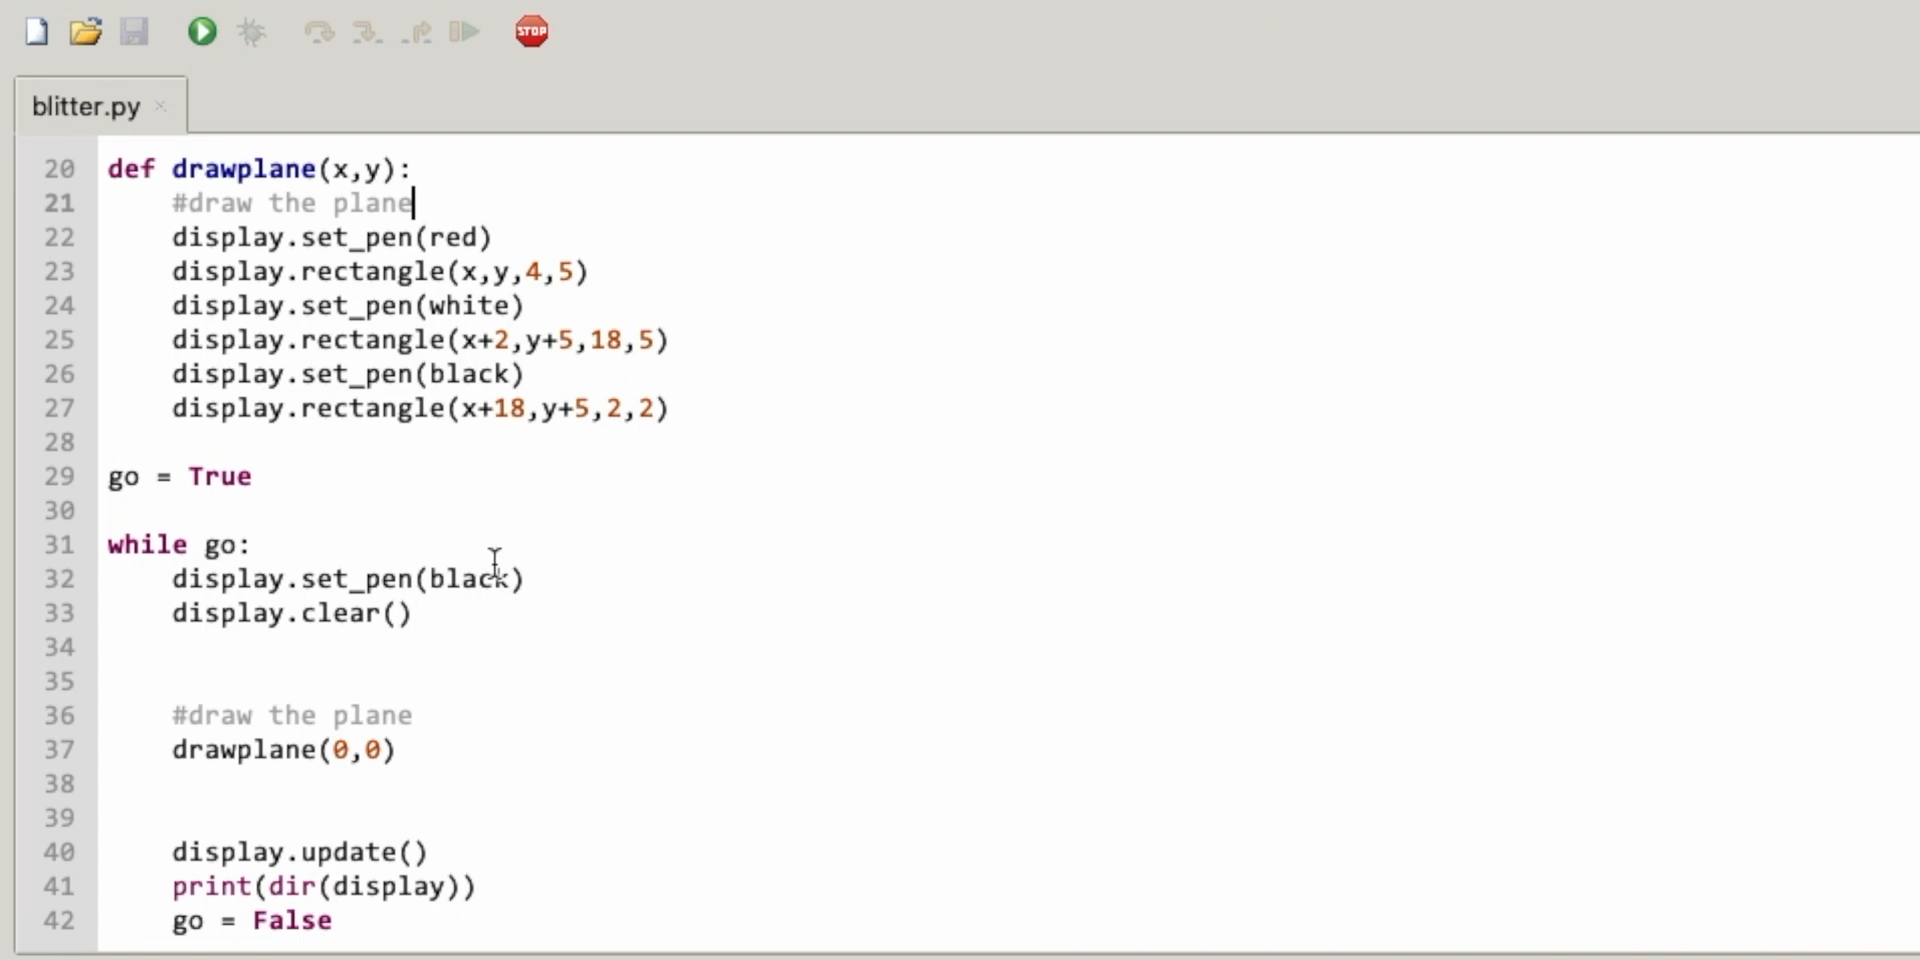 STOP
blitter.py
20 def drawplane(x,y):
21     #draw the plane
22     display.set_pen(red)
23     display.rectangle(x,y,4,5)
24     display.set_pen(white)
25     display.rectangle(x+2,y+5,18,5)
26     display.set_pen(black)
27     display.rectangle(x+18,y+5,2,2)
28
29 go = True
30
31 while go:
32     display.set_pen(black)
33     display.clear()
34
35
36     #draw the plane
37     drawplane(0,0)
38
39
40     display.update()
41     print(dir(display))
42     go = False